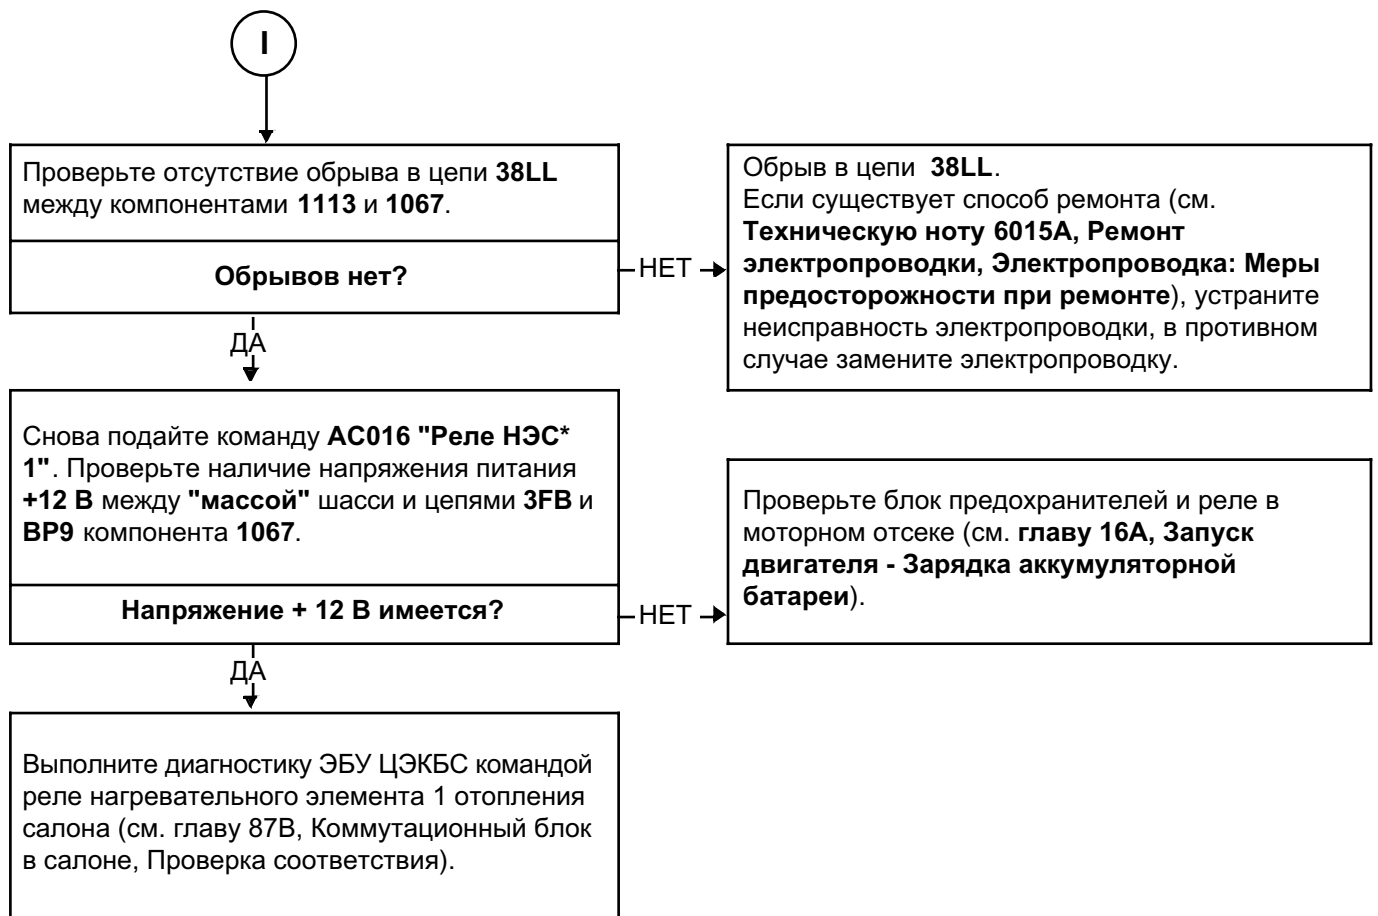 I
Проверьте отсутствие обрыва в цепи 38LL
между компонентами 1113 и 1067.
Обрывов нет?
НЕТ
Обрыв в цепи 38LL.
Если существует способ ремонта (см.
Техническую ноту 6015A, Ремонт
электропроводки, Электропроводка: Меры
предосторожности при ремонте), устраните
неисправность электропроводки, в противном
случае замените электропроводку.
ДА
Снова подайте команду AC016 "Реле НЭС*
1". Проверьте наличие напряжения питания
+12 В между "массой" шасси и цепями 3FB и
BP9 компонента 1067.
Напряжение + 12 В имеется?
НЕТ
Проверьте блок предохранителей и реле в
моторном отсеке (см. главу 16A, Запуск
двигателя - Зарядка аккумуляторной
батареи).
ДА
Выполните диагностику ЭБУ ЦЭКБС командой
реле нагревательного элемента 1 отопления
салона (см. главу 87B, Коммутационный блок
в салоне, Проверка соответствия).